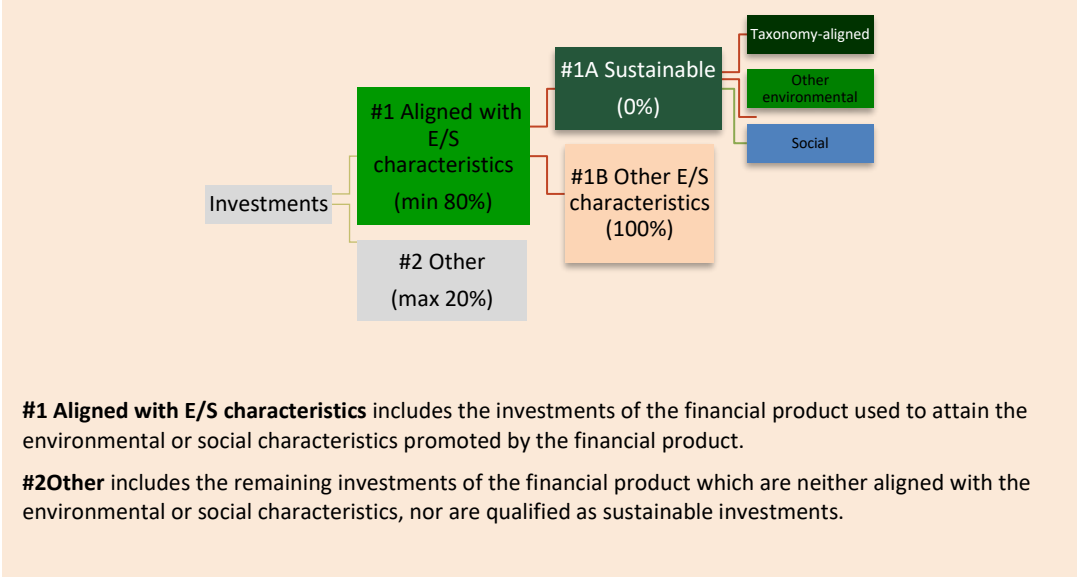 Investments
#1 Aligned with
E/S
characteristics
(min 80%)
#2 Other
(max 20%)
#1A Sustainable
(0%)
#1B Other E/S
characteristics
(100%)
Taxonomy-aligned
Other
environmental
Social
#1 Aligned with E/S characteristics includes the investments of the financial product used to attain the
environmental or social characteristics promoted by the financial product.
#2Other includes the remaining investments of the financial product which are neither aligned with the
environmental or social characteristics, nor are qualified as sustainable investments.